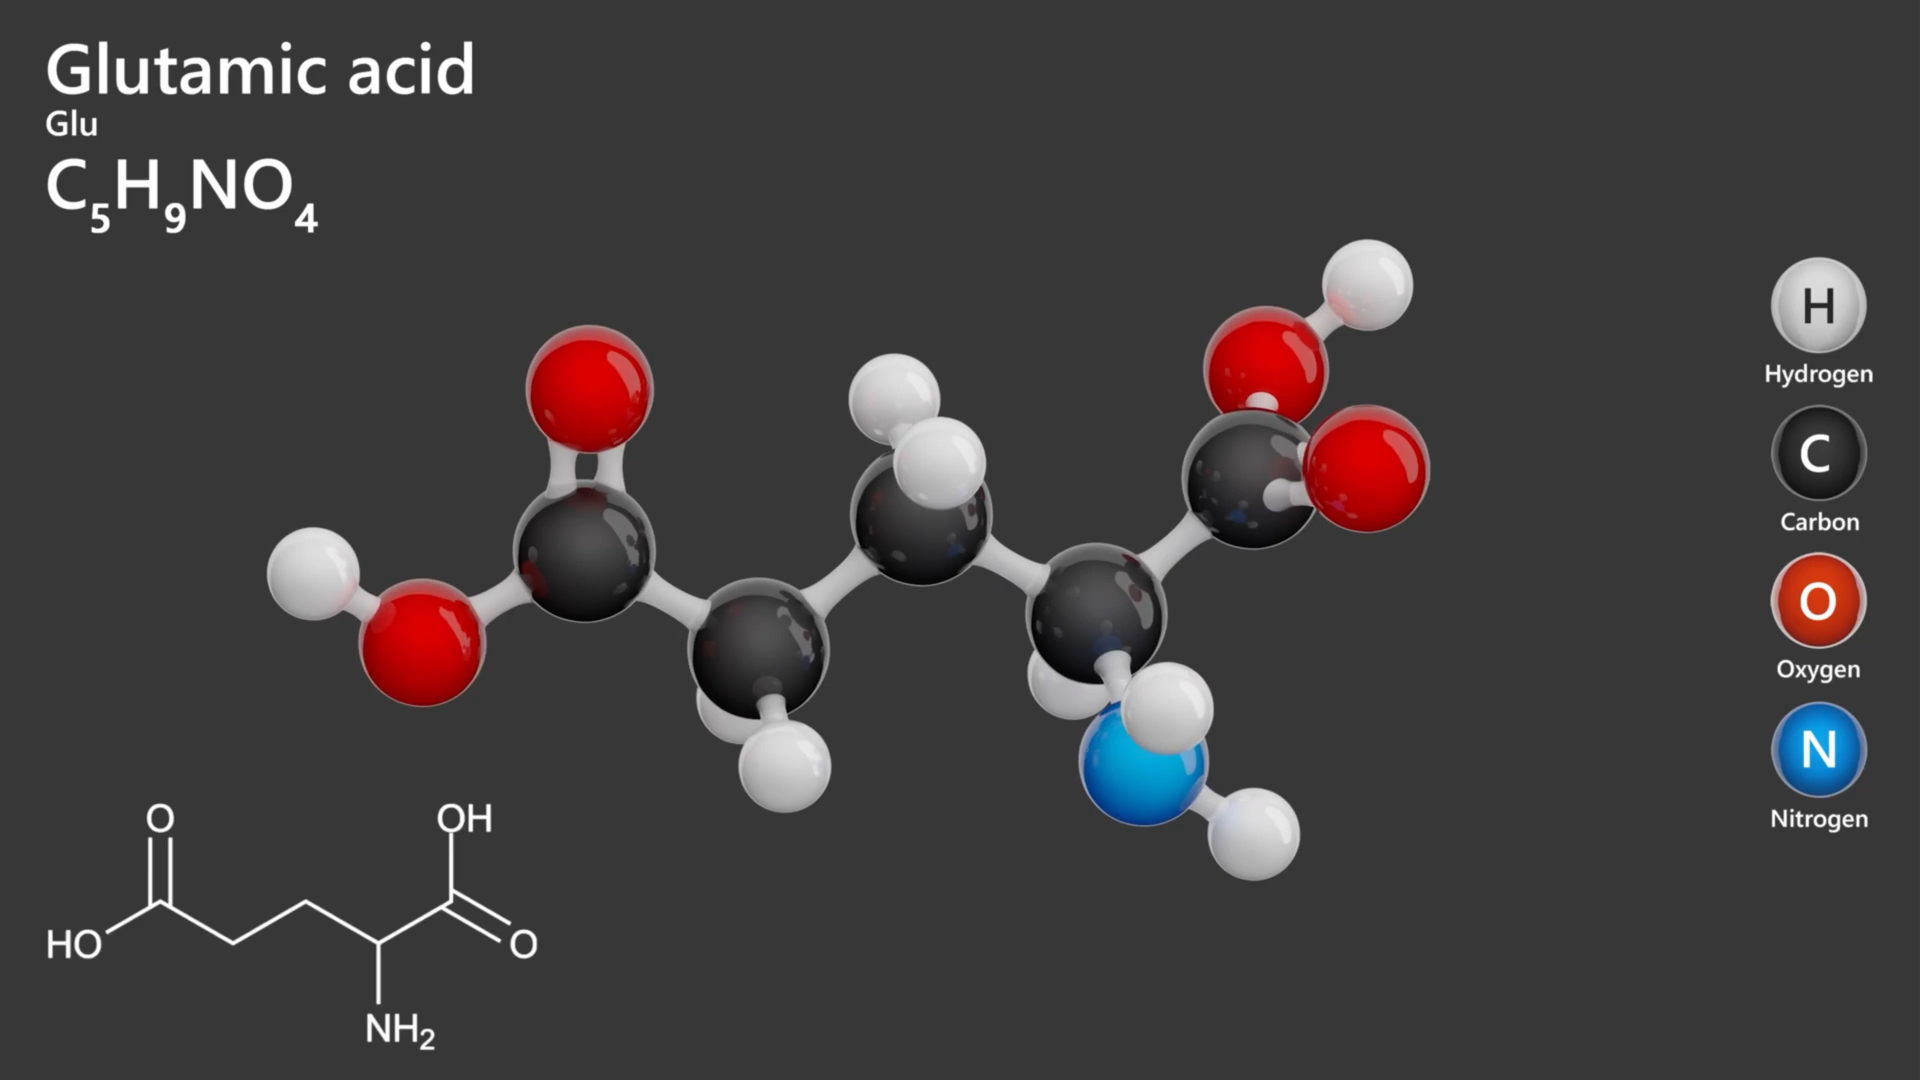 Glutamic acid
Glu
C₅H₉NO₄
H
Hydrogen
C
Carbon
O
Oxygen
N
Nitrogen
O
OH
HO
O
NH₂